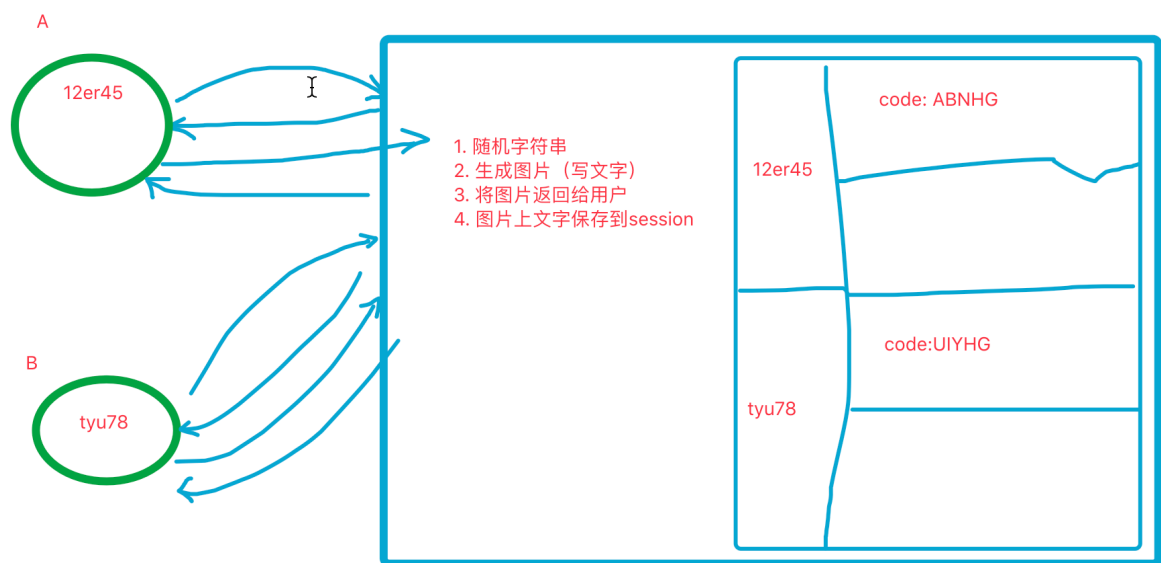 A
12er45
1. 随机字符串
2. 生成图片（写文字）
3. 将图片返回给用户
4. 图片上文字保存到session
12er45
code: ABNHG
B
tyu78
tyu78
code:UIYHG